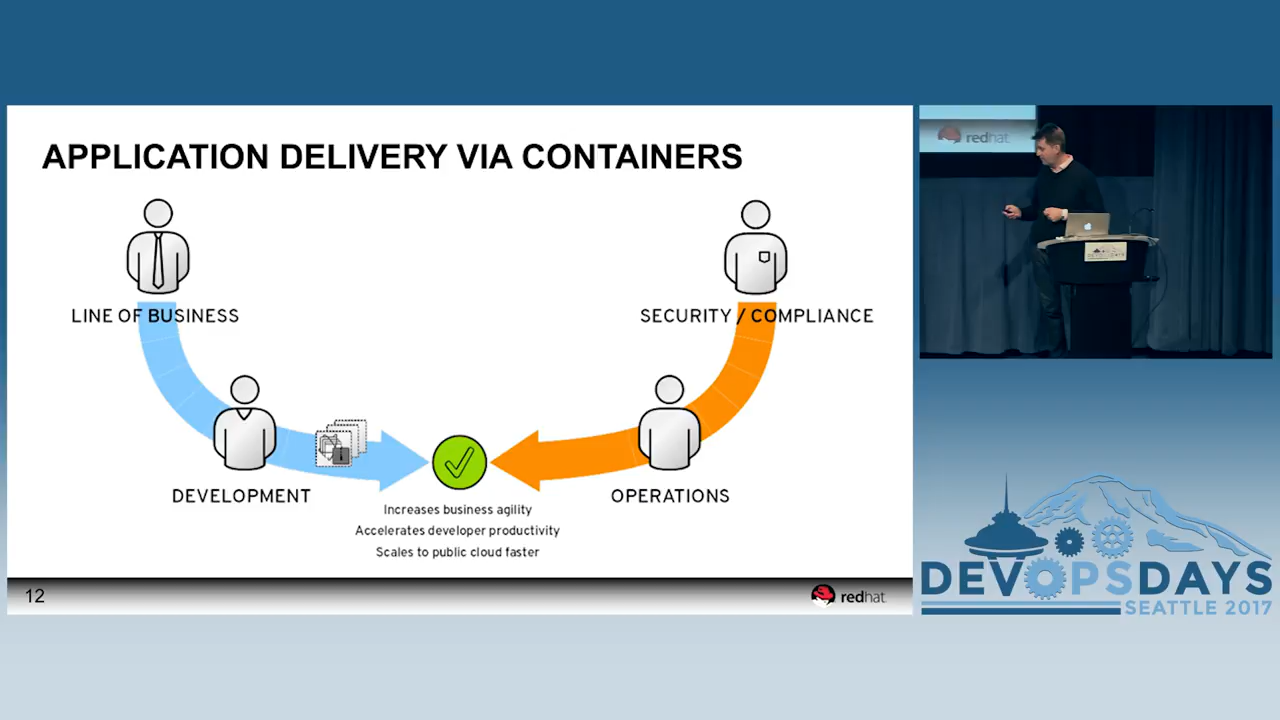 APPLICATION DELIVERY VIA CONTAINERS
LINE OF BUSINESS
SECURITY / COMPLIANCE
DEVELOPMENT
OPERATIONS
Increases business agility
Accelerates developer productivity
Scales to public cloud faster
12
redhat
redhat
DEVOPSDAYS
DEVOPSDAYS
SEATTLE 2017